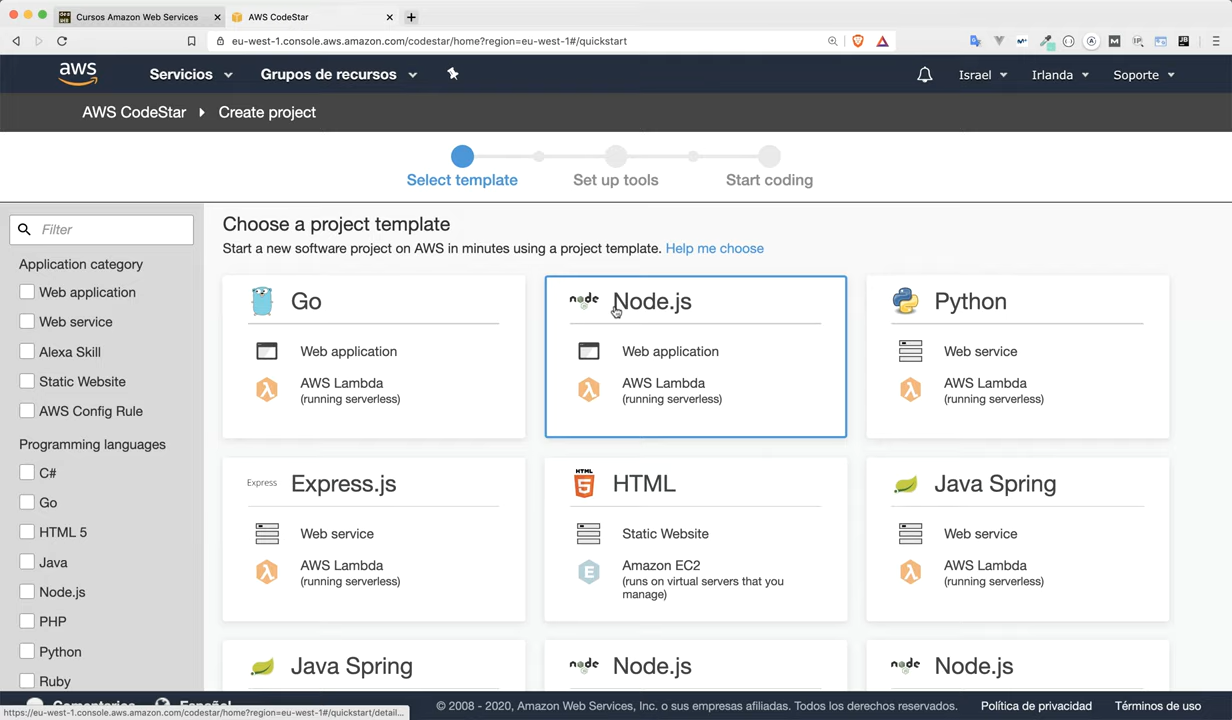 Cursos Amazon Web Services
AWS CodeStar
eu-west-1.console.aws.amazon.com/codestar/home?region=eu-west-1#/quickstart
aws
Servicios
Grupos de recursos
Israel
Irlanda
Soporte
AWS CodeStar
Create project
Select template
Set up tools
Start coding
Filter
Application category
Web application
Web service
Alexa Skill
Static Website
AWS Config Rule
Programming languages
C#
Go
HTML 5
Java
Node.js
PHP
Python
Ruby
Choose a project template
Start a new software project on AWS in minutes using a project template. Help me choose
Go
Web application
AWS Lambda
(running serverless)
node
Node.js
Web application
AWS Lambda
(running serverless)
Python
Web service
AWS Lambda
(running serverless)
Express
Express.js
Web service
AWS Lambda
(running serverless)
HTML
5
HTML
Static Website
E
Amazon EC2
(runs on virtual servers that you
manage)
Java Spring
Web service
AWS Lambda
(running serverless)
Java Spring
node
Node.js
node
Node.js
Comentarios
Español
https://eu-west-1.console.aws.amazon.com/codestar/home?region=eu-west-1#/quickstart/detail...
© 2008 - 2020, Amazon Web Services, Inc. o sus empresas afiliadas. Todos los derechos reservados.
Política de privacidad
Términos de uso